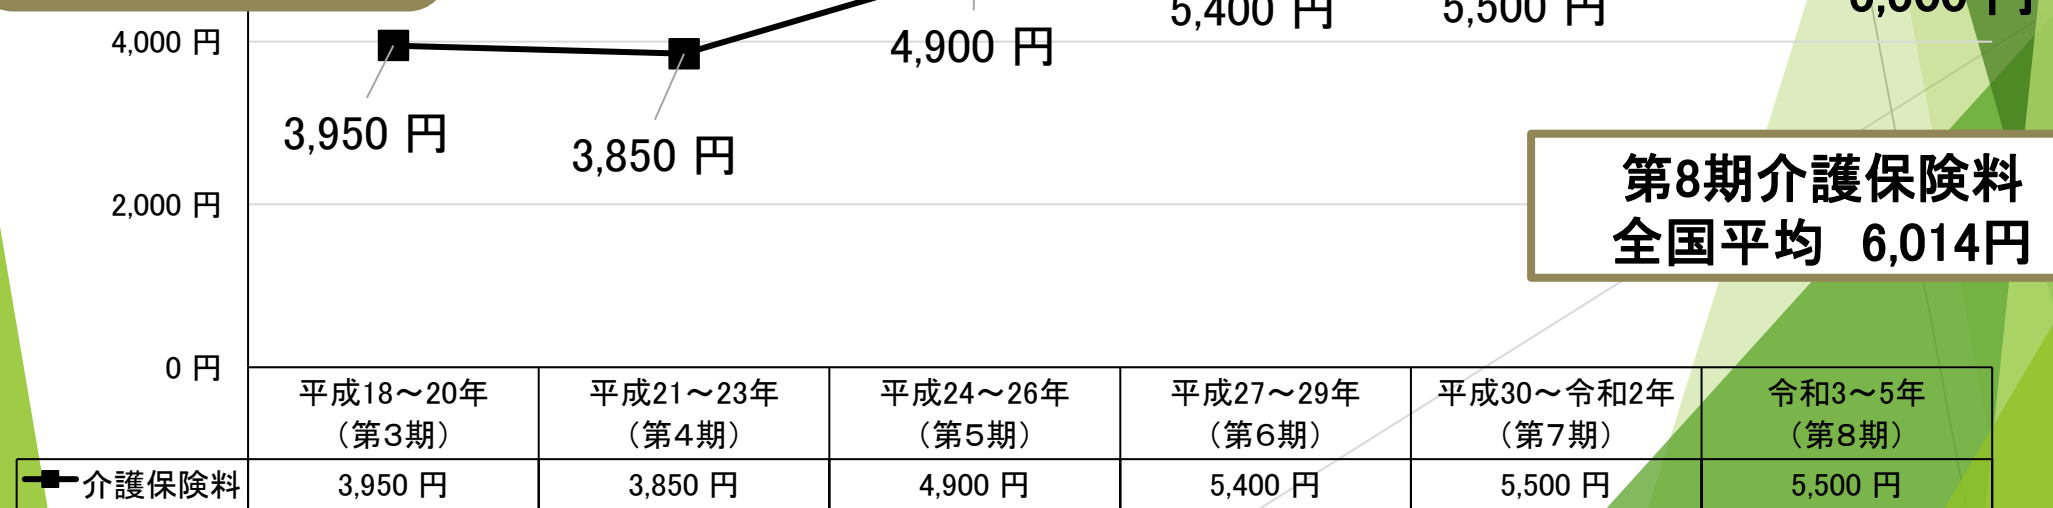 5,400 円
5,500 円
4,000 円
4,900 円
3,950 円
3,850 円
第8期介護保険料
全国平均　6,014円
2,000 円
0 円
平成18～20年
（第3期）
平成21～23年
（第4期）
平成24～26年
（第5期）
平成27～29年
（第6期）
平成30～令和2年
（第7期）
令和3～5年
（第8期）
介護保険料
3,950 円
3,850 円
4,900 円
5,400 円
5,500 円
5,500 円